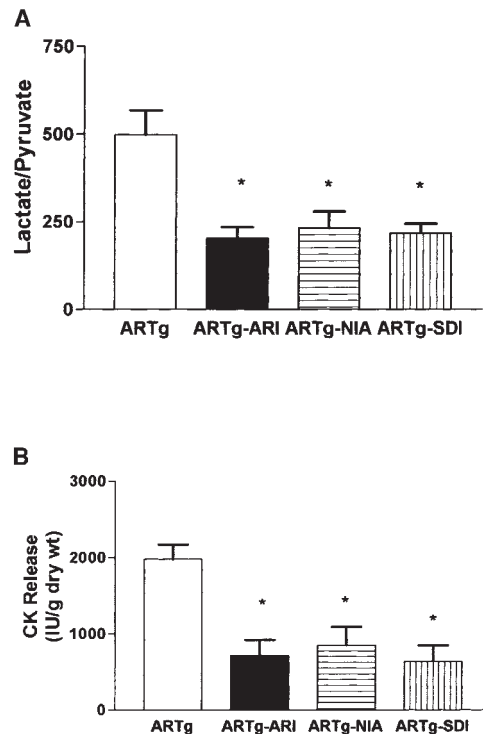 A
750
500
250
0
Lactate/Pyruvate
*
*
*
ARTg ARTg-ARI ARTg-NIA ARTg-SDI
B
3000
2000
1000
0
CK Release
(IU/g dry wt)
*
*
*
ARTg ARTg-ARI ARTg-NIA ARTg-SDI